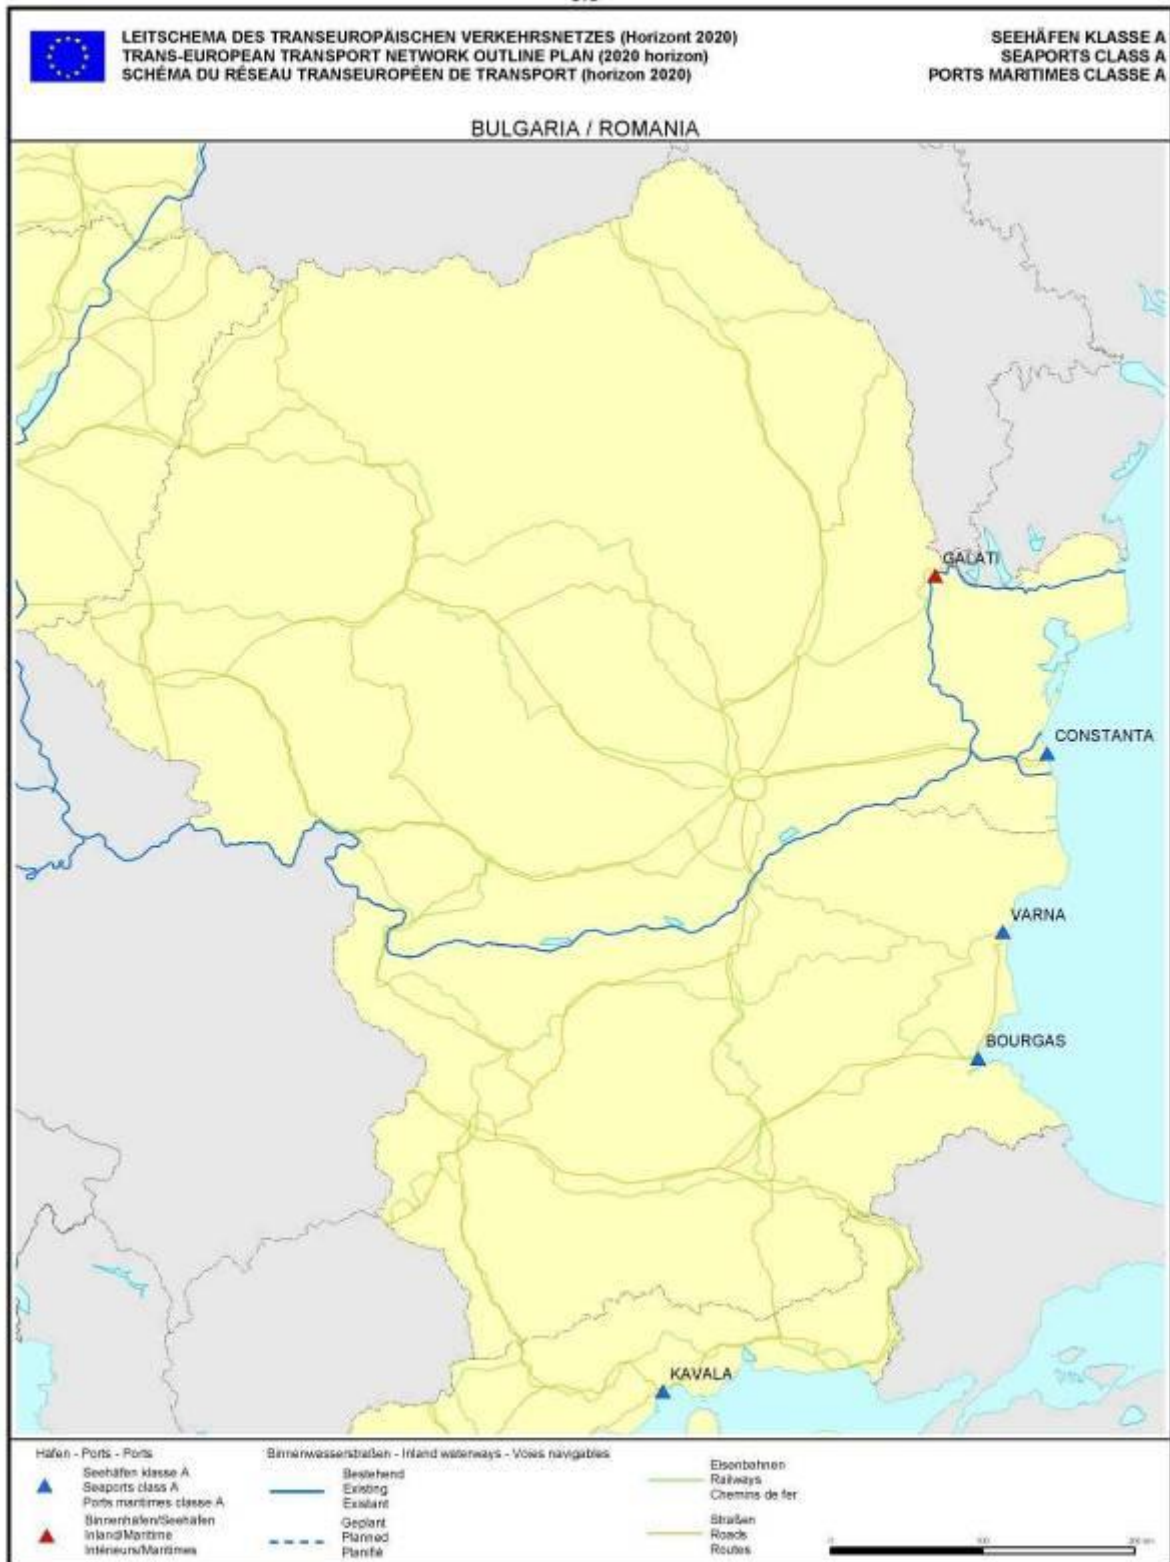 LEITSCHEMA DES TRANSEUROPÄISCHEN VERKEHRSNETZES (Horizont 2020)
TRANS-EUROPEAN TRANSPORT NETWORK OUTLINE PLAN (2020 horizon)
SCHÉMA DU RÉSEAU TRANSEUROPÉEN DE TRANSPORT (horizon 2020)
SEEHÄFEN KLASSE A
SEAPORTS CLASS A
PORTS MARITIMES CLASSE A
BULGARIA / ROMANIA
GALATI
CONSTANTA
VARNA
BOURGAS
KAVALA
Häfen - Ports - Ports
Seehäfen klasse A
Seaports class A
Ports maritimes classe A
Binnenhäfen/Seehäfen
Inland/Maritime
Intérieurs/Maritimes
Binnenwasserstraßen - Inland waterways - Voies navigables
Bestehend
Existing
Existant
Geplant
Planned
Planifié
Eisenbahnen
Railways
Chemins de fer
Straßen
Roads
Routes